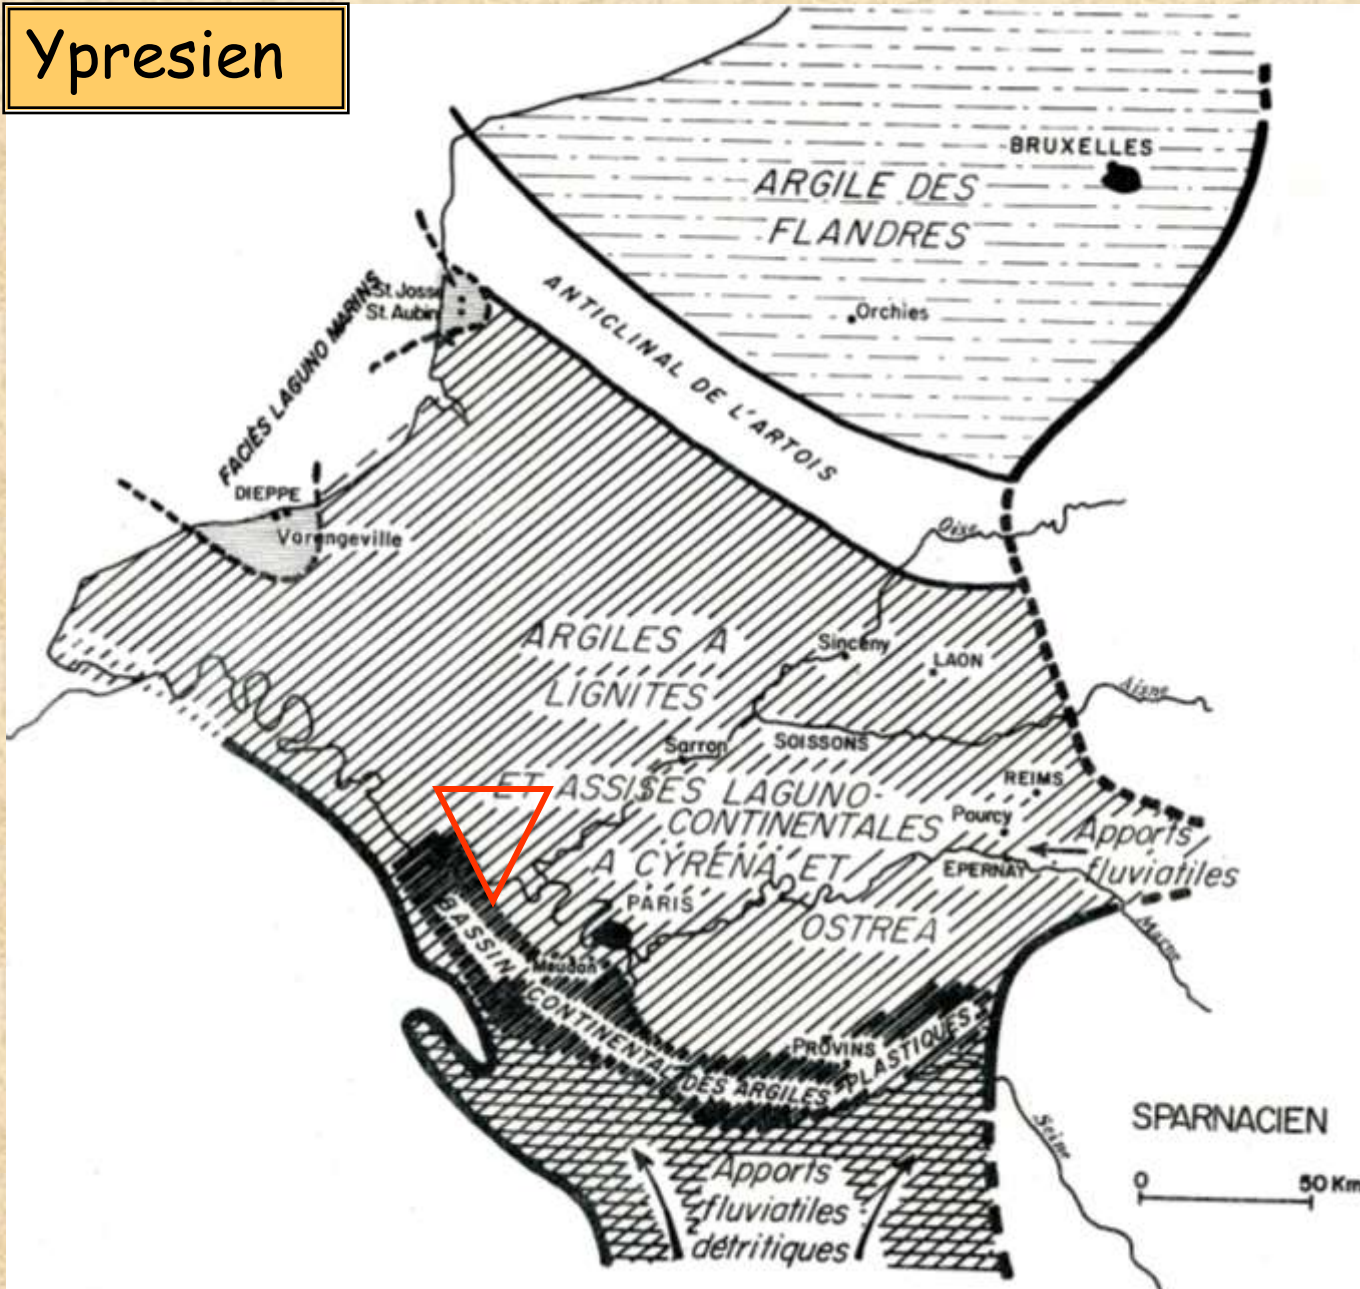 Ypresien
BRUXELLES
ARGILE DES
FLANDRES
St. Josse
St. Aubin
Orchies
ANTICLINAL DE L'ARTOIS
FACIÈS LAGUNO MARINS
DIEPPE
Varengeville
Oise
ARGILES A
LIGNITES
Sinceny
LAON
Aisne
Sarron
SOISSONS
REIMS
ET ASSISES LAGUNO-
CONTINENTALES
Pourcy
Apports
fluviatiles
A CYRENA ET
EPERNAY
PARIS
OSTREA
Marne
Meudon
BASSIN CONTINENTAL DES ARGILES PLASTIQUES
PROVINS
Seine
SPARNACIEN
0 50 Km
Apports
fluviatiles
détritiques